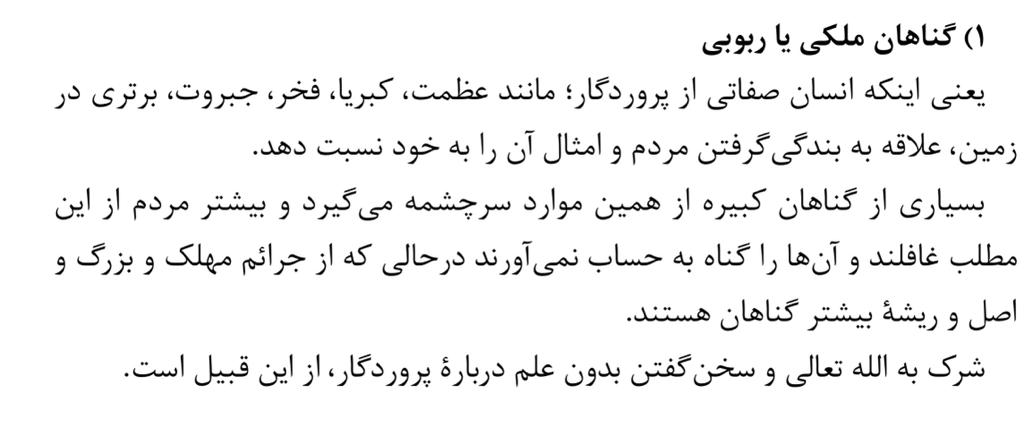 ۱) گناهان ملکی یا ربوبی
یعنی اینکه انسان صفاتی از پروردگار؛ مانند عظمت، کبریا، فخر، جبروت، برتری در
زمین، علاقه به بندگی‌گرفتن مردم و امثال آن را به خود نسبت دهد.
بسیاری از گناهان کبیره از همین موارد سرچشمه می‌گیرد و بیشتر مردم از این
مطلب غافلند و آن‌ها را گناه به حساب نمی‌آورند درحالی که از جرائم مهلک و بزرگ و
اصل و ریشهٔ بیشتر گناهان هستند.
شرک به الله تعالی و سخن‌گفتن بدون علم دربارهٔ پروردگار، از این قبیل است.